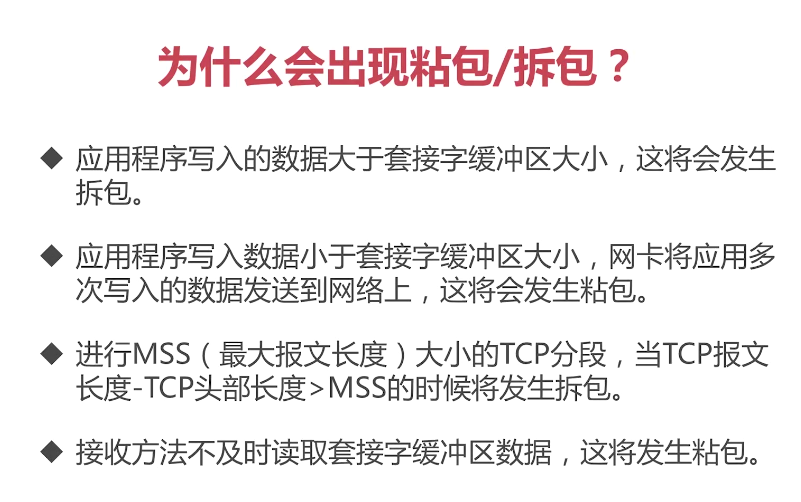 为什么会出现粘包/拆包？
◆ 应用程序写入的数据大于套接字缓冲区大小，这将会发生
拆包。
◆ 应用程序写入数据小于套接字缓冲区大小，网卡将应用多
次写入的数据发送到网络上，这将会发生粘包。
◆ 进行MSS（最大报文长度）大小的TCP分段，当TCP报文
长度-TCP头部长度>MSS的时候将发生拆包。
◆ 接收方法不及时读取套接字缓冲区数据，这将发生粘包。